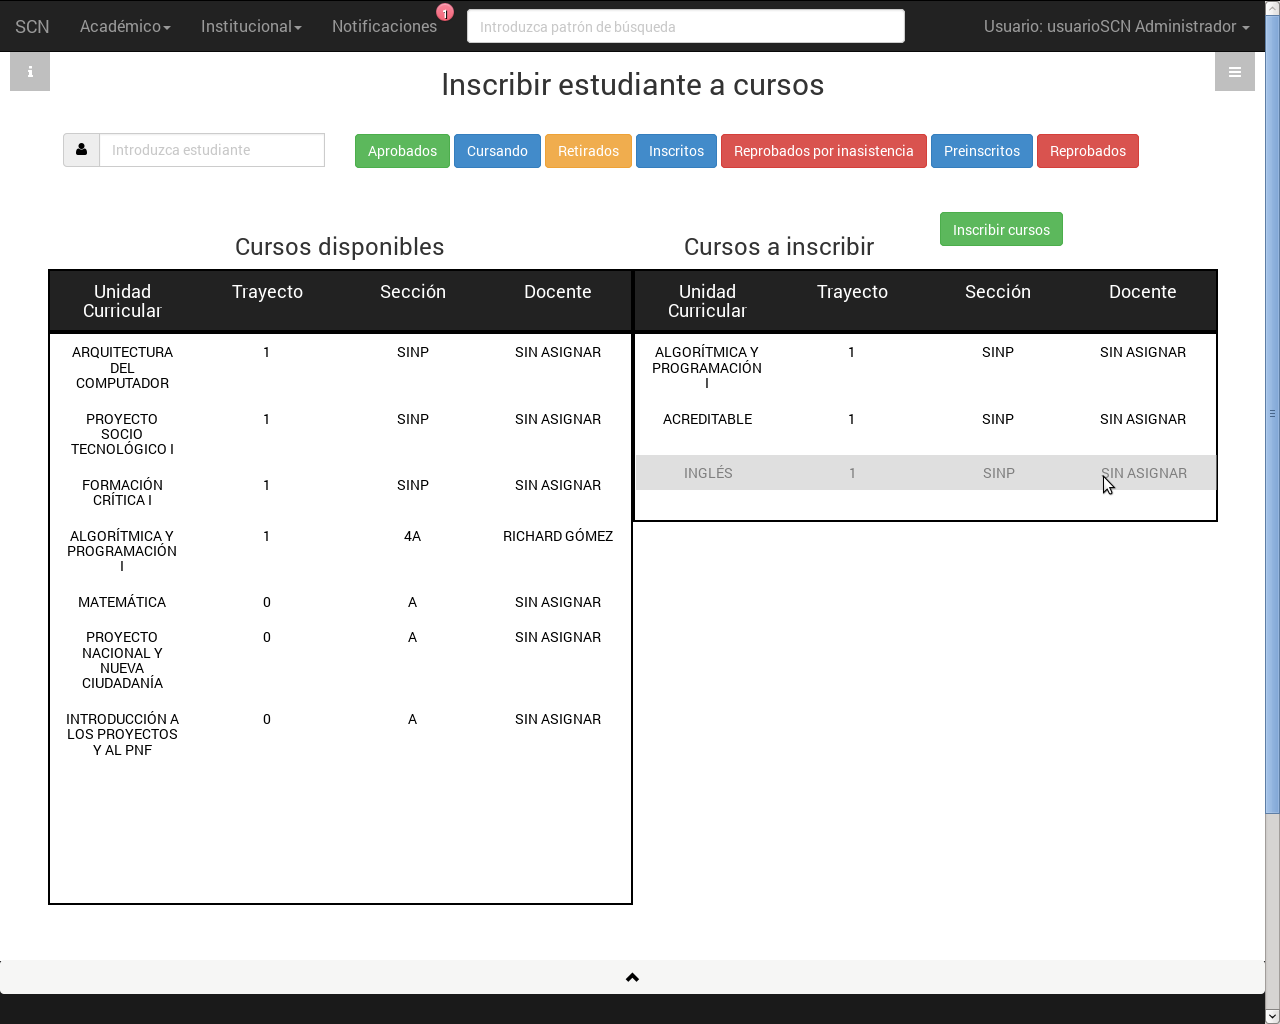 SCN Académico Institucional Notificaciones 1 Introduzca patrón de búsqueda Usuario: usuarioSCN Administrador
Inscribir estudiante a cursos
Introduzca estudiante Aprobados Cursando Retirados Inscritos Reprobados por inasistencia Preinscritos Reprobados
Inscribir cursos
Cursos disponibles
Unidad Trayecto Sección Docente
Curricular
ARQUITECTURA 1 SINP SIN ASIGNAR
DEL
COMPUTADOR
PROYECTO 1 SINP SIN ASIGNAR
SOCIO
TECNOLÓGICO I
FORMACIÓN 1 SINP SIN ASIGNAR
CRÍTICA I
ALGORÍTMICA Y 1 4A RICHARD GÓMEZ
PROGRAMACIÓN
I
MATEMÁTICA 0 A SIN ASIGNAR
PROYECTO 0 A SIN ASIGNAR
NACIONAL Y
NUEVA
CIUDADANÍA
INTRODUCCIÓN A 0 A SIN ASIGNAR
LOS PROYECTOS
Y AL PNF
Cursos a inscribir
Unidad Trayecto Sección Docente
Curricular
ALGORÍTMICA Y 1 SINP SIN ASIGNAR
PROGRAMACIÓN
I
ACREDITABLE 1 SINP SIN ASIGNAR
INGLÉS 1 SINP SIN ASIGNAR